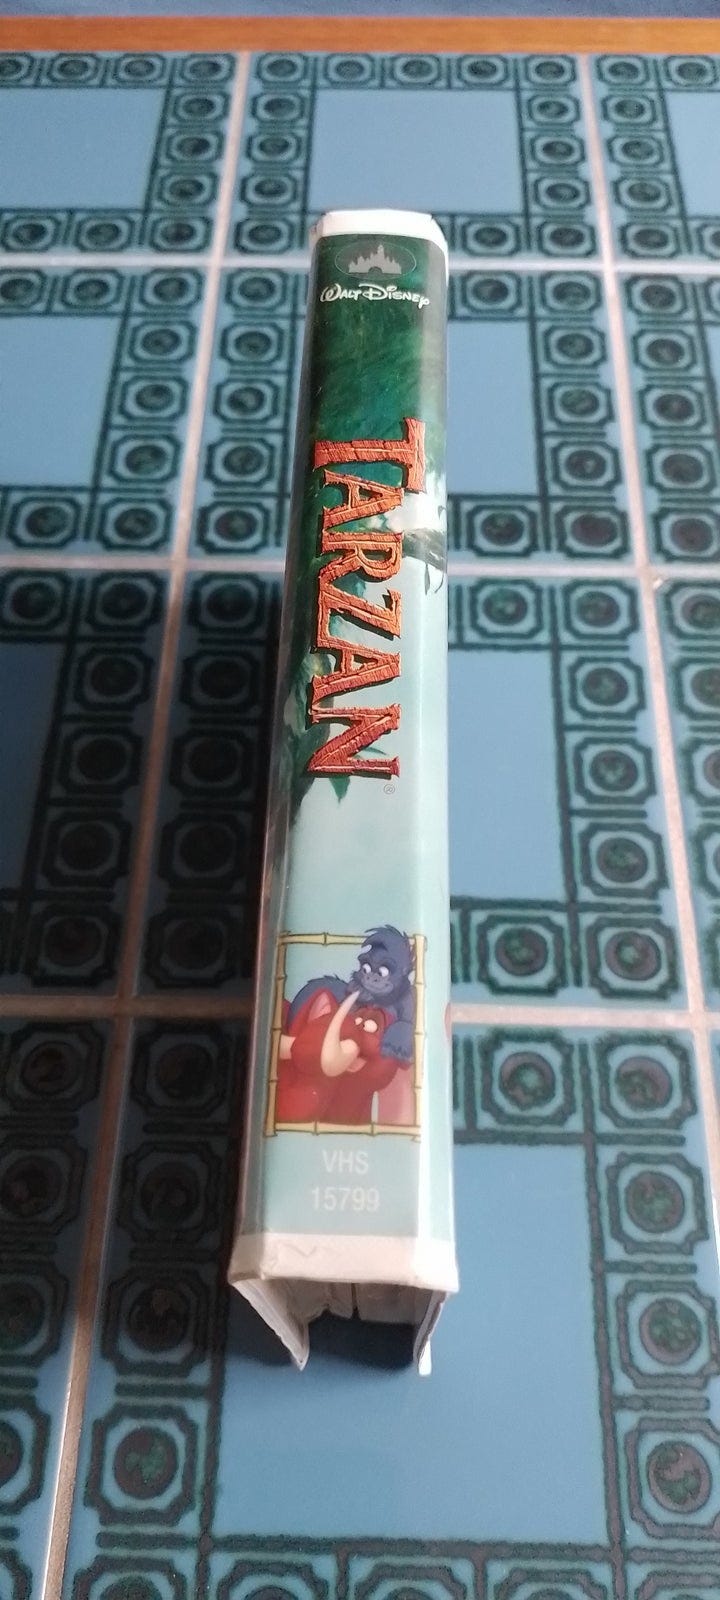 WALT DISNEY
TARZAN®
VHS
15799